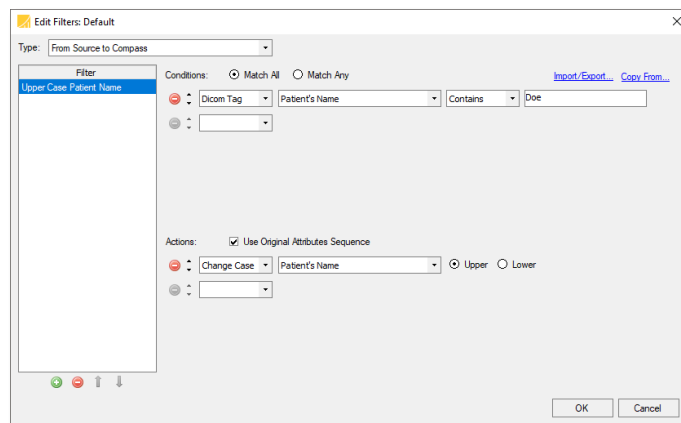 Edit Filters: Default
Type: From Source to Compass
Filter
Upper Case Patient Name
Conditions: Match All Match Any Import/Export... Copy From...
Dicom Tag Patient's Name Contains Doe
Actions: Use Original Attributes Sequence
Change Case Patient's Name Upper Lower
OK Cancel